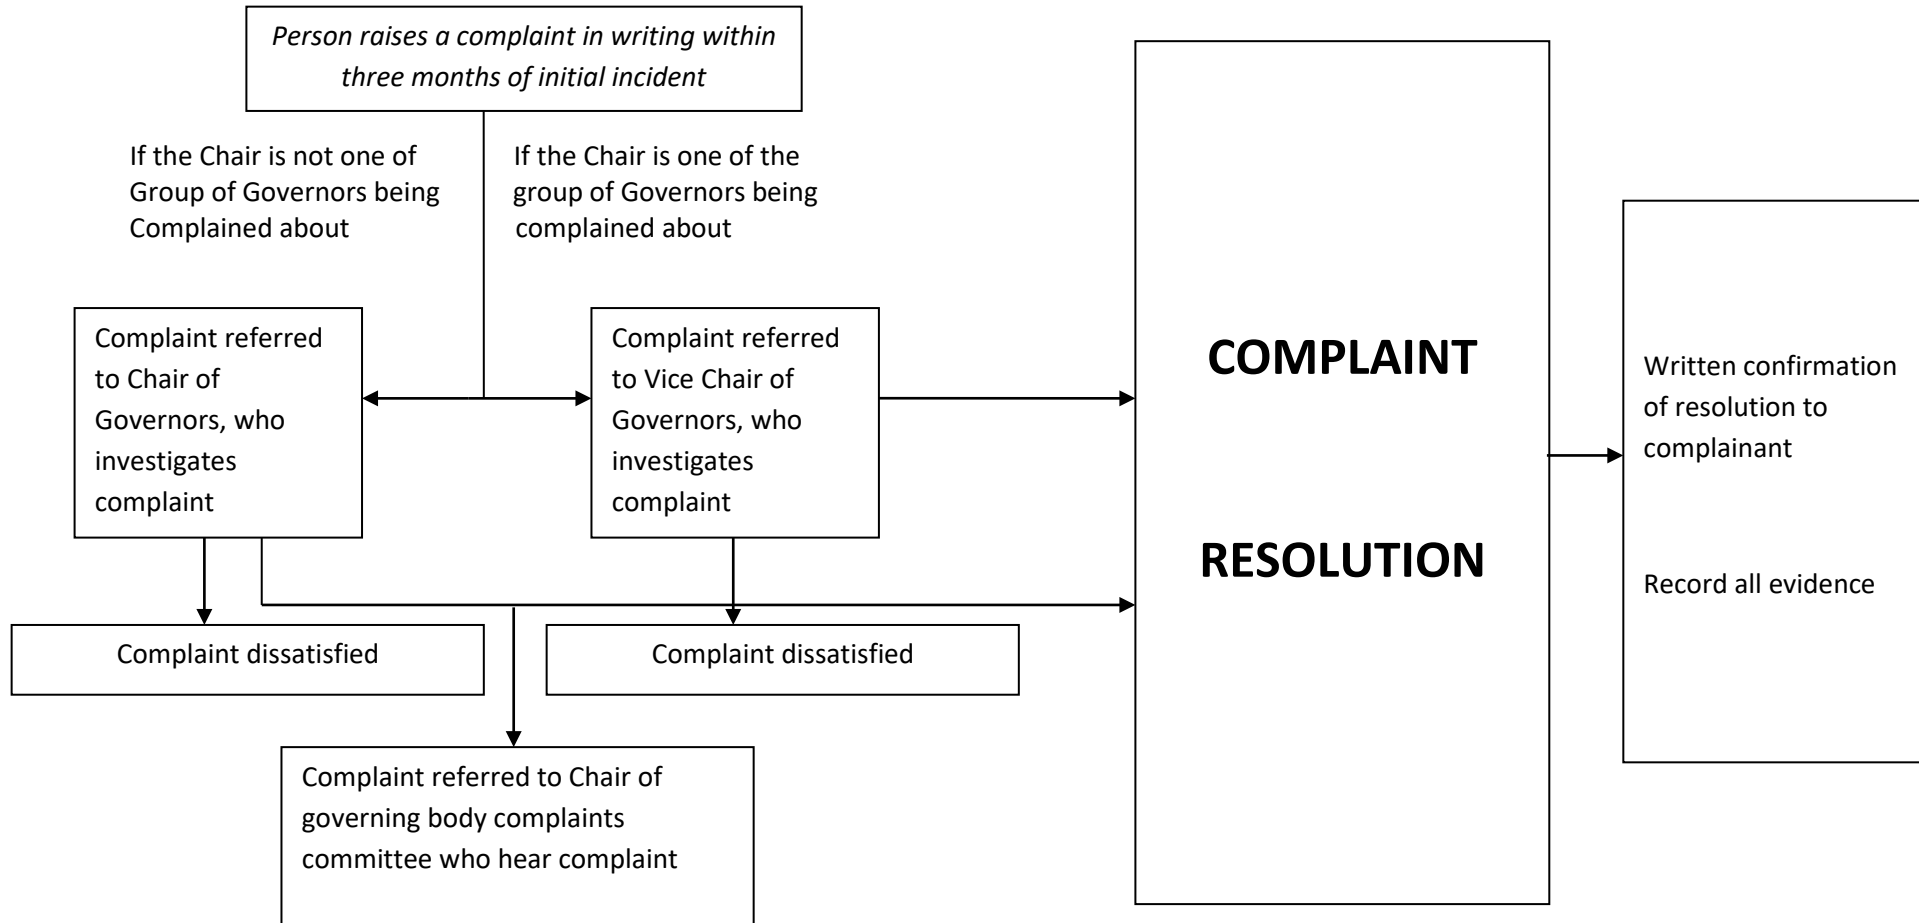 Person raises a complaint in writing within
three months of initial incident
If the Chair is not one of
Group of Governors being
Complained about
If the Chair is one of the
group of Governors being
complained about
Complaint referred
to Chair of
Governors, who
investigates
complaint
Complaint referred
to Vice Chair of
Governors, who
investigates
complaint
Complaint dissatisfied
Complaint dissatisfied
Complaint referred to Chair of
governing body complaints
committee who hear complaint
COMPLAINT
RESOLUTION
Written confirmation
of resolution to
complainant
Record all evidence